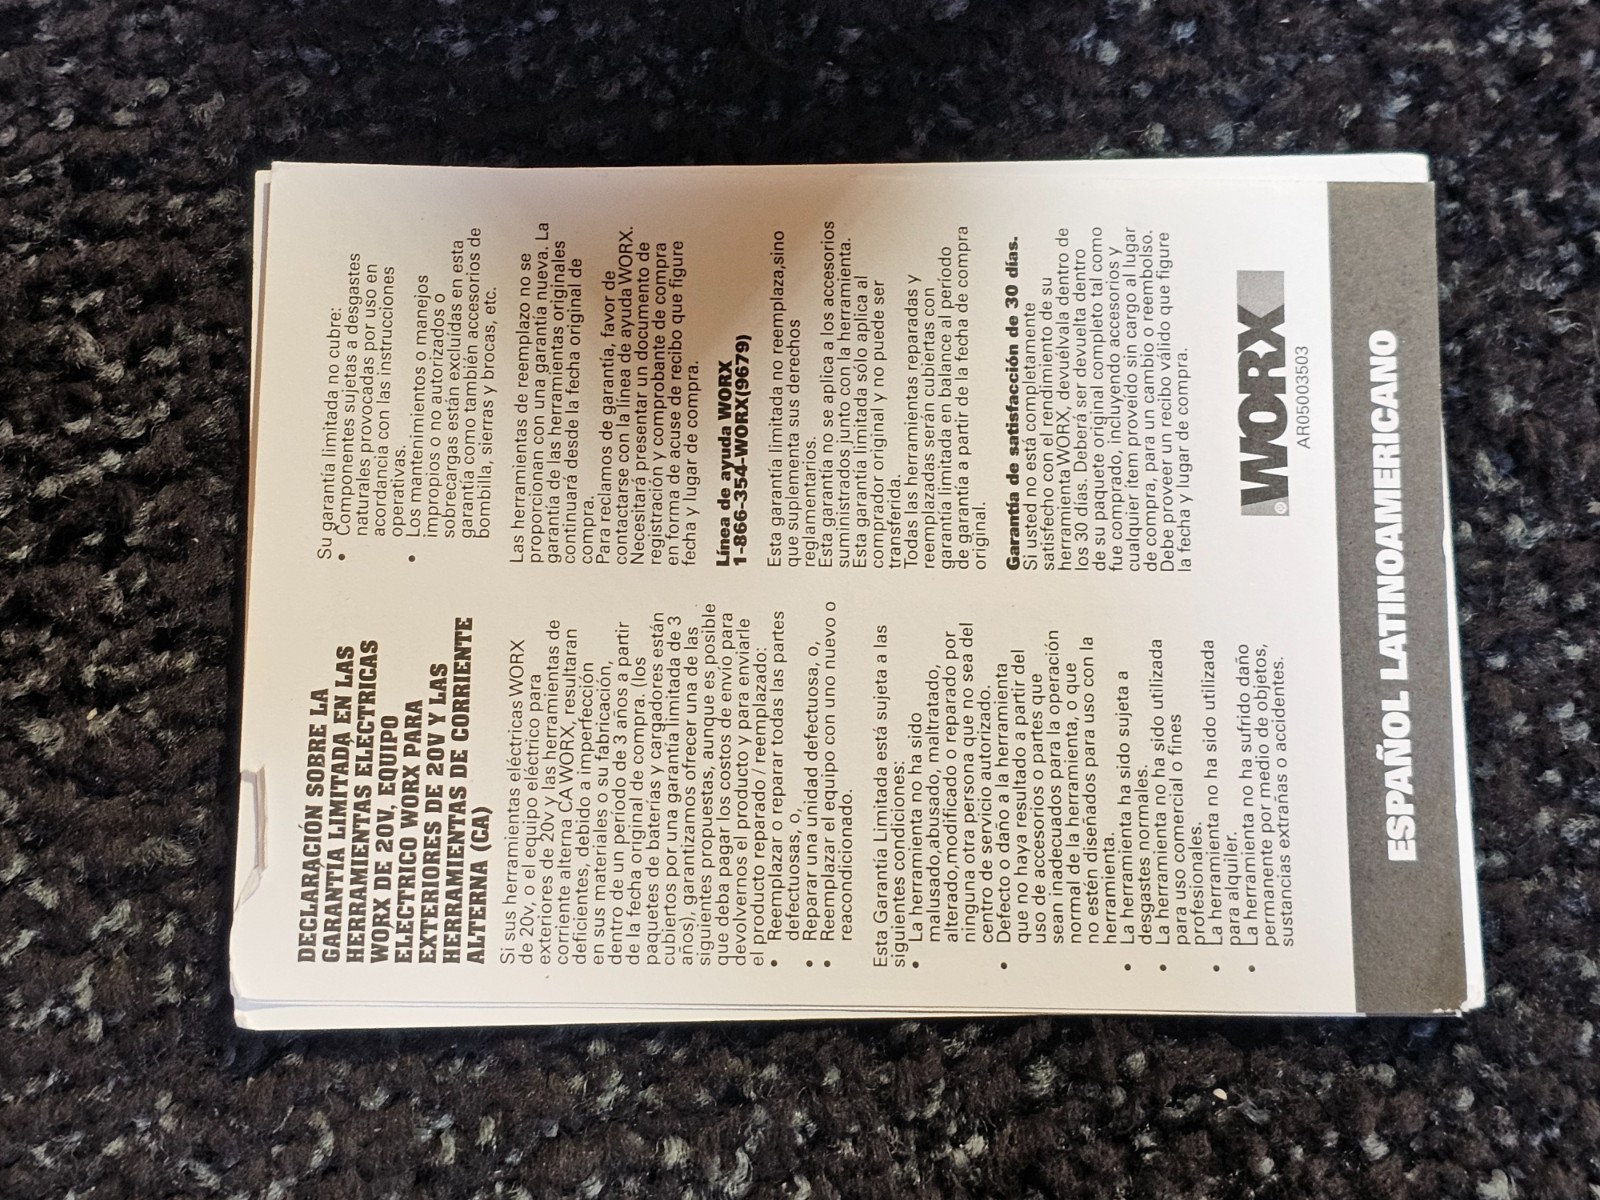 DECLARACIÓN SOBRE LA
GARANTÍA LIMITADA EN LAS
HERRAMIENTAS ELECTRICAS
WORX DE 20V, EQUIPO
ELECTRICO WORX PARA
EXTERIORES DE 20V Y LAS
HERRAMIENTAS DE CORRIENTE
ALTERNA (CA)
Si sus herramientas eléctricas WORX
de 20v, o el equipo eléctrico para
exteriores de 20v y las herramientas de
corriente alterna CA WORX, resultaran
deficientes, debido a imperfección
en sus materiales o su fabricación,
dentro de un período de 3 años a partir
de la fecha original de compra. (los
paquetes de baterías y cargadores están
cubiertos por una garantía limitada de 3
años), garantizamos ofrecer una de las
siguientes propuestas, aunque es posible
que deba pagar los costos de envío para
devolvernos el producto y para enviarle
el producto reparado / reemplazado:
• Reemplazar o reparar todas las partes
defectuosas, o,
• Reparar una unidad defectuosa, o,
• Reemplazar el equipo con uno nuevo o
reacondicionado.
Esta Garantía Limitada está sujeta a las
siguientes condiciones:
• La herramienta no ha sido
malusado,abusado, maltratado,
alterado,modificado o reparado por
ninguna otra persona que no sea del
centro de servicio autorizado.
• Defecto o daño a la herramienta
que no haya resultado a partir del
uso de accesorios o partes que
sean inadecuados para la operación
normal de la herramienta, o que
no estén diseñados para uso con la
herramienta.
• La herramienta ha sido sujeta a
desgastes normales.
• La herramienta no ha sido utilizada
para uso comercial o fines
profesionales.
• La herramienta no ha sido utilizada
para alquiler.
• La herramienta no ha sufrido daño
permanente por medio de objetos,
sustancias extrañas o accidentes.
Su garantía limitada no cubre:
• Componentes sujetas a desgastes
naturales provocadas por uso en
acordancia con las instrucciones
operativas.
• Los mantenimientos o manejos
impropios o no autorizados o
sobrecargas están excluídas en esta
garantía como también accesorios de
bombilla, sierras y brocas, etc.
Las herramientas de reemplazo no se
proporcionan con una garantía nueva. La
garantía de las herramientas originales
continuará desde la fecha original de
compra.
Para reclamos de garantía, favor de
contactarse con la línea de ayuda WORX.
Necesitará presentar un documento de
registración y comprobante de compra
en forma de acuse de recibo que figure
fecha y lugar de compra.
Línea de ayuda WORX
1-866-354-WORX(9679)
Esta garantía limitada no reemplaza,sino
que suplementa sus derechos
reglamentarios.
Esta garantía no se aplica a los accesorios
suministrados junto con la herramienta.
Esta garantía limitada sólo aplica al
comprador original y no puede ser
transferida.
Todas las herramientas reparadas y
reemplazadas serán cubiertas con
garantía limitada en balance al período
de garantía a partir de la fecha de compra
original.
Garantía de satisfacción de 30 días.
Si usted no está completamente
satisfecho con el rendimiento de su
herramienta WORX, devuélvala dentro de
los 30 días. Deberá ser devuelta dentro
de su paquete original completo tal como
fue comprado, incluyendo accesorios y
cualquier item proveído sin cargo al lugar
de compra, para un cambio o reembolso.
Debe proveer un recibo válido que figure
la fecha y lugar de compra.
® WORX
AR05003503
ESPAÑOL LATINOAMERICANO